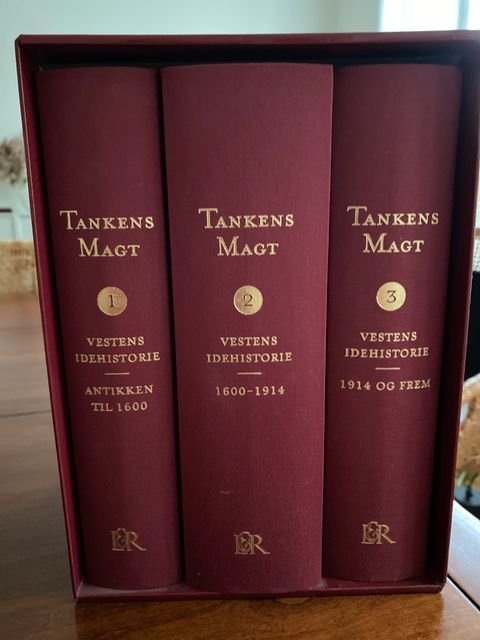 TANKENS
MAGT
1
VESTENS
IDEHISTORIE
ANTIKKEN
TIL 1600
L&R
TANKENS
MAGT
2
VESTENS
IDEHISTORIE
1600-1914
L&R
TANKENS
MAGT
3
VESTENS
IDEHISTORIE
1914 OG FREM
L&R